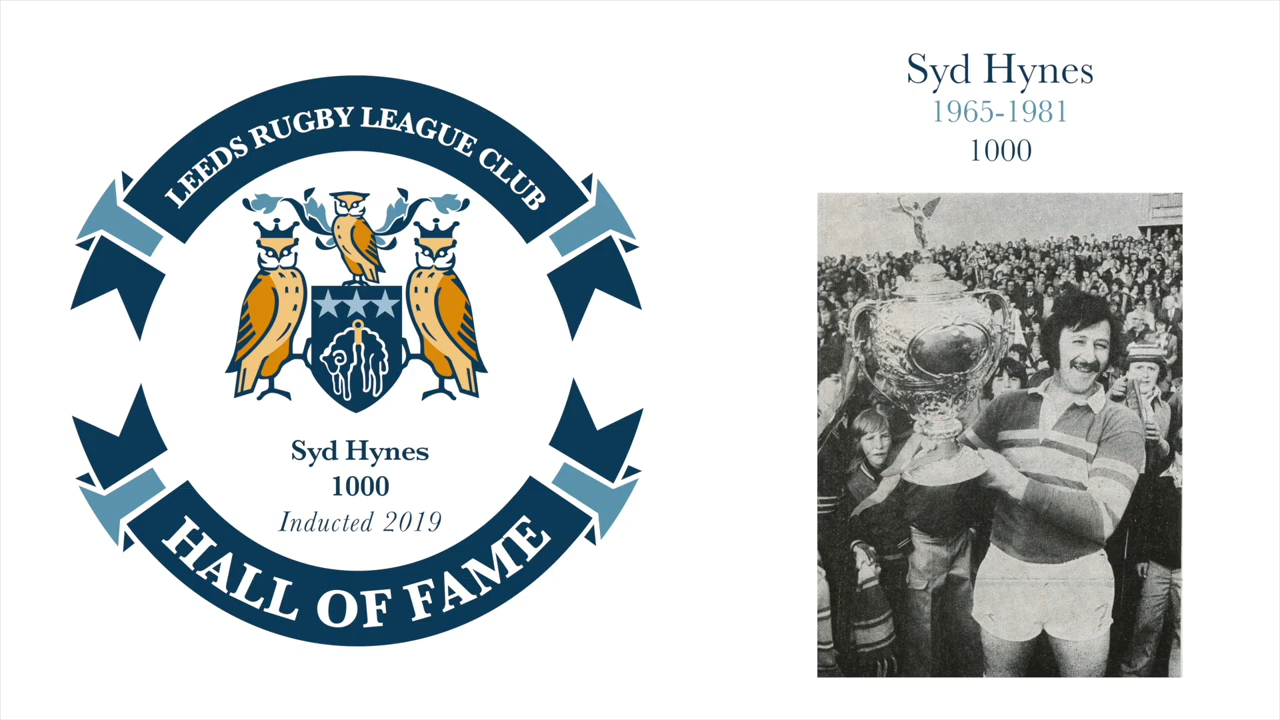 LEEDS RUGBY LEAGUE CLUB
Syd Hynes
1000
Inducted 2019
HALL OF FAME
Syd Hynes
1965-1981
1000